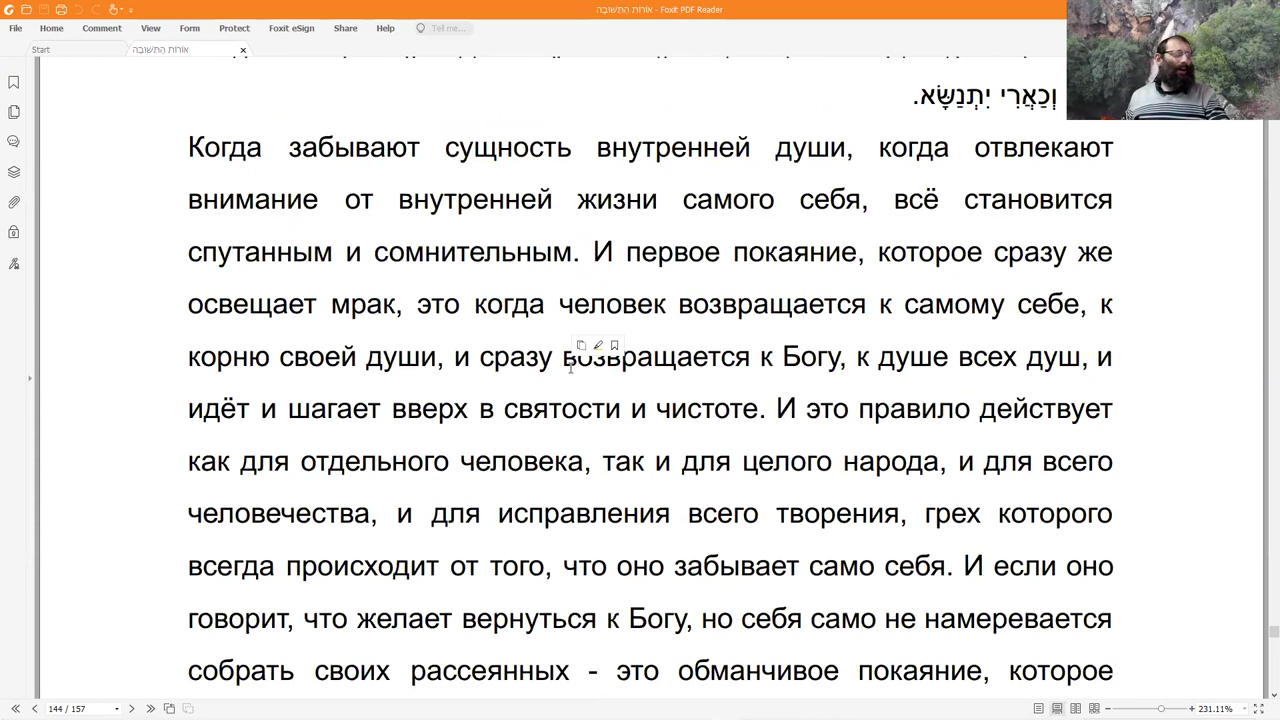 אורות התשובה - Foxit PDF Reader
File Home Comment View Form Protect Foxit eSign Share Help Tell me...
Start אורות התשובה
וְכַאֲרִי יִתְנַשָּׂא.
Когда забывают сущность внутренней души, когда отвлекают
внимание от внутренней жизни самого себя, всё становится
спутанным и сомнительным. И первое покаяние, которое сразу же
освещает мрак, это когда человек возвращается к самому себе, к
корню своей души, и сразу возвращается к Богу, к душе всех душ, и
идёт и шагает вверх в святости и чистоте. И это правило действует
как для отдельного человека, так и для целого народа, и для всего
человечества, и для исправления всего творения, грех которого
всегда происходит от того, что оно забывает само себя. И если оно
говорит, что желает вернуться к Богу, но себя само не намеревается
собрать своих рассеянных - это обманчивое покаяние, которое
144 / 157 231.11%